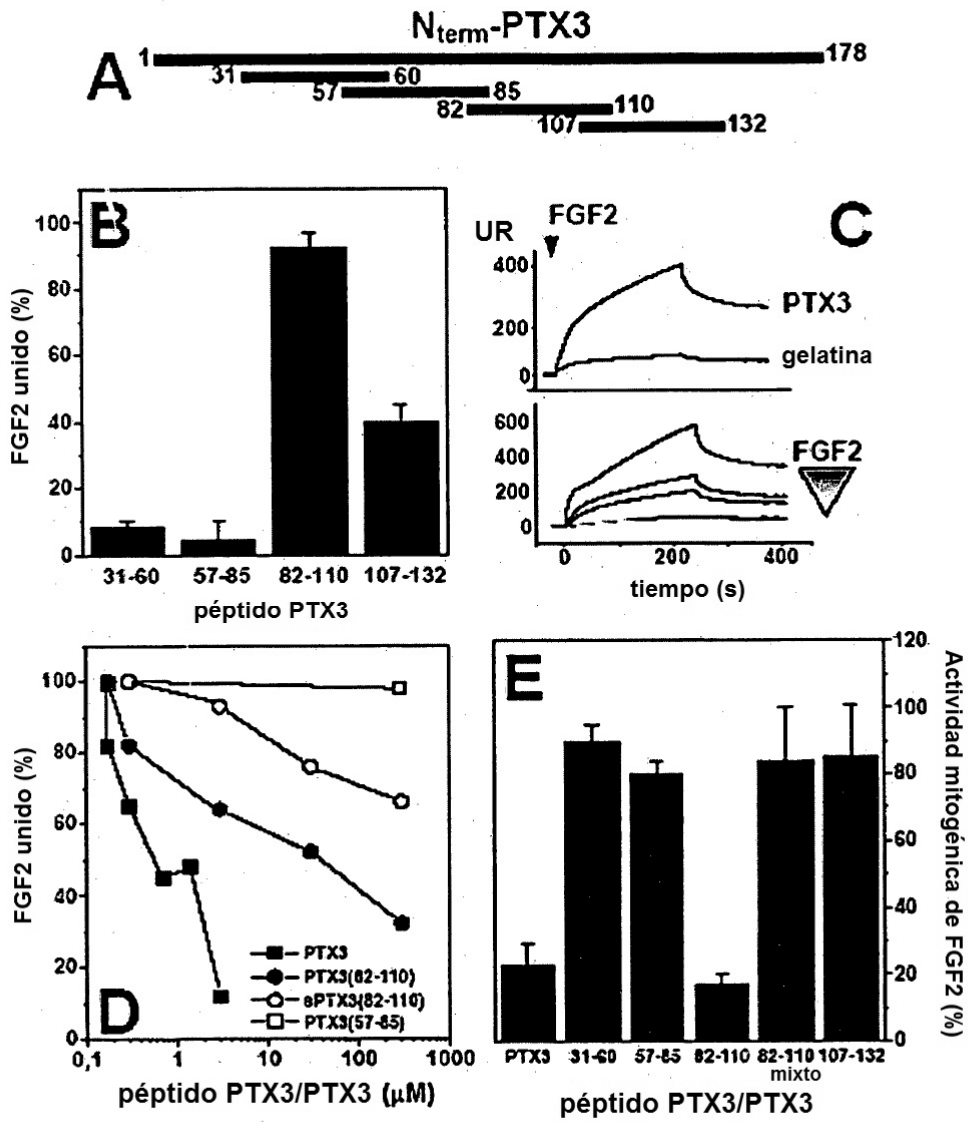 Nterm-PTX3
A
1 178
31 60
57 85
82 110
107 132
B
FGF2 unido (%)
100
80
60
40
20
0
31-60 57-85 82-110 107-132
péptido PTX3
C
UR
FGF2
400
200
0
PTX3
gelatina
600
400
200
0
FGF2
0 200 400
tiempo (s)
D
FGF2 unido (%)
100
80
60
40
20
0
PTX3
PTX3(82-110)
sPTX3(82-110)
PTX3(57-85)
0,1 1 10 100 1000
péptido PTX3/PTX3 (µM)
E
120
100
80
60
40
20
0
Actividad mitogénica de FGF2 (%)
PTX3 31-60 57-85 82-110 82-110 107-132
mixto
péptido PTX3/PTX3